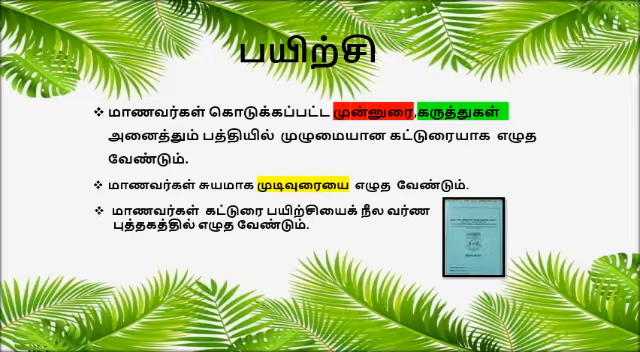 பயிற்சி
❖ மாணவர்கள் கொடுக்கப்பட்ட முன்னுரை,கருத்துகள்
அனைத்தும் பத்தியில் முழுமையான கட்டுரையாக எழுத
வேண்டும்.
❖ மாணவர்கள் சுயமாக முடிவுரையை எழுத வேண்டும்.
❖ மாணவர்கள் கட்டுரை பயிற்சியைக் நீல வர்ண
புத்தகத்தில் எழுத வேண்டும்.